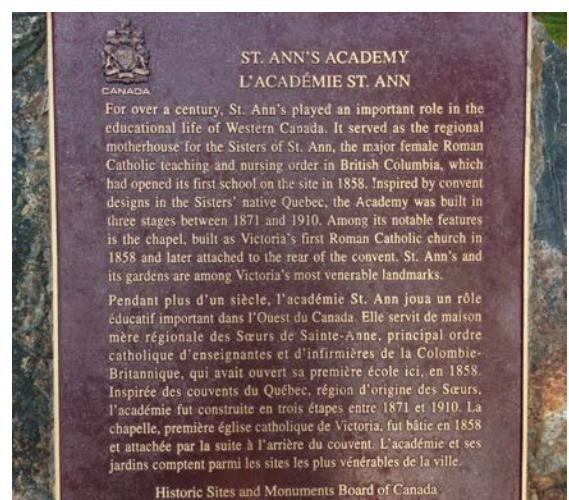 CANADA
ST. ANN'S ACADEMY
L'ACADÉMIE ST. ANN
For over a century, St. Ann's played an important role in the
educational life of Western Canada. It served as the regional
motherhouse for the Sisters of St. Ann, the major female Roman
Catholic teaching and nursing order in British Columbia, which
had opened its first school on the site in 1858. Inspired by convent
designs in the Sisters' native Quebec, the Academy was built in
three stages between 1871 and 1910. Among its notable features
is the chapel, built as Victoria's first Roman Catholic church in
1858 and later attached to the rear of the convent. St. Ann's and
its gardens are among Victoria's most venerable landmarks.
Pendant plus d'un siècle, l'académie St. Ann joua un rôle
éducatif important dans l'Ouest du Canada. Elle servit de maison
mère régionale des Sœurs de Sainte-Anne, principal ordre
catholique d'enseignantes et d'infirmières de la Colombie-
Britannique, qui avait ouvert sa première école ici, en 1858.
Inspirée des couvents du Québec, région d'origine des Sœurs,
l'académie fut construite en trois étapes entre 1871 et 1910. La
chapelle, première église catholique de Victoria, fut bâtie en 1858
et attachée par la suite à l'arrière du couvent. L'académie et ses
jardins comptent parmi les sites les plus vénérables de la ville.
Historic Sites and Monuments Board of Canada